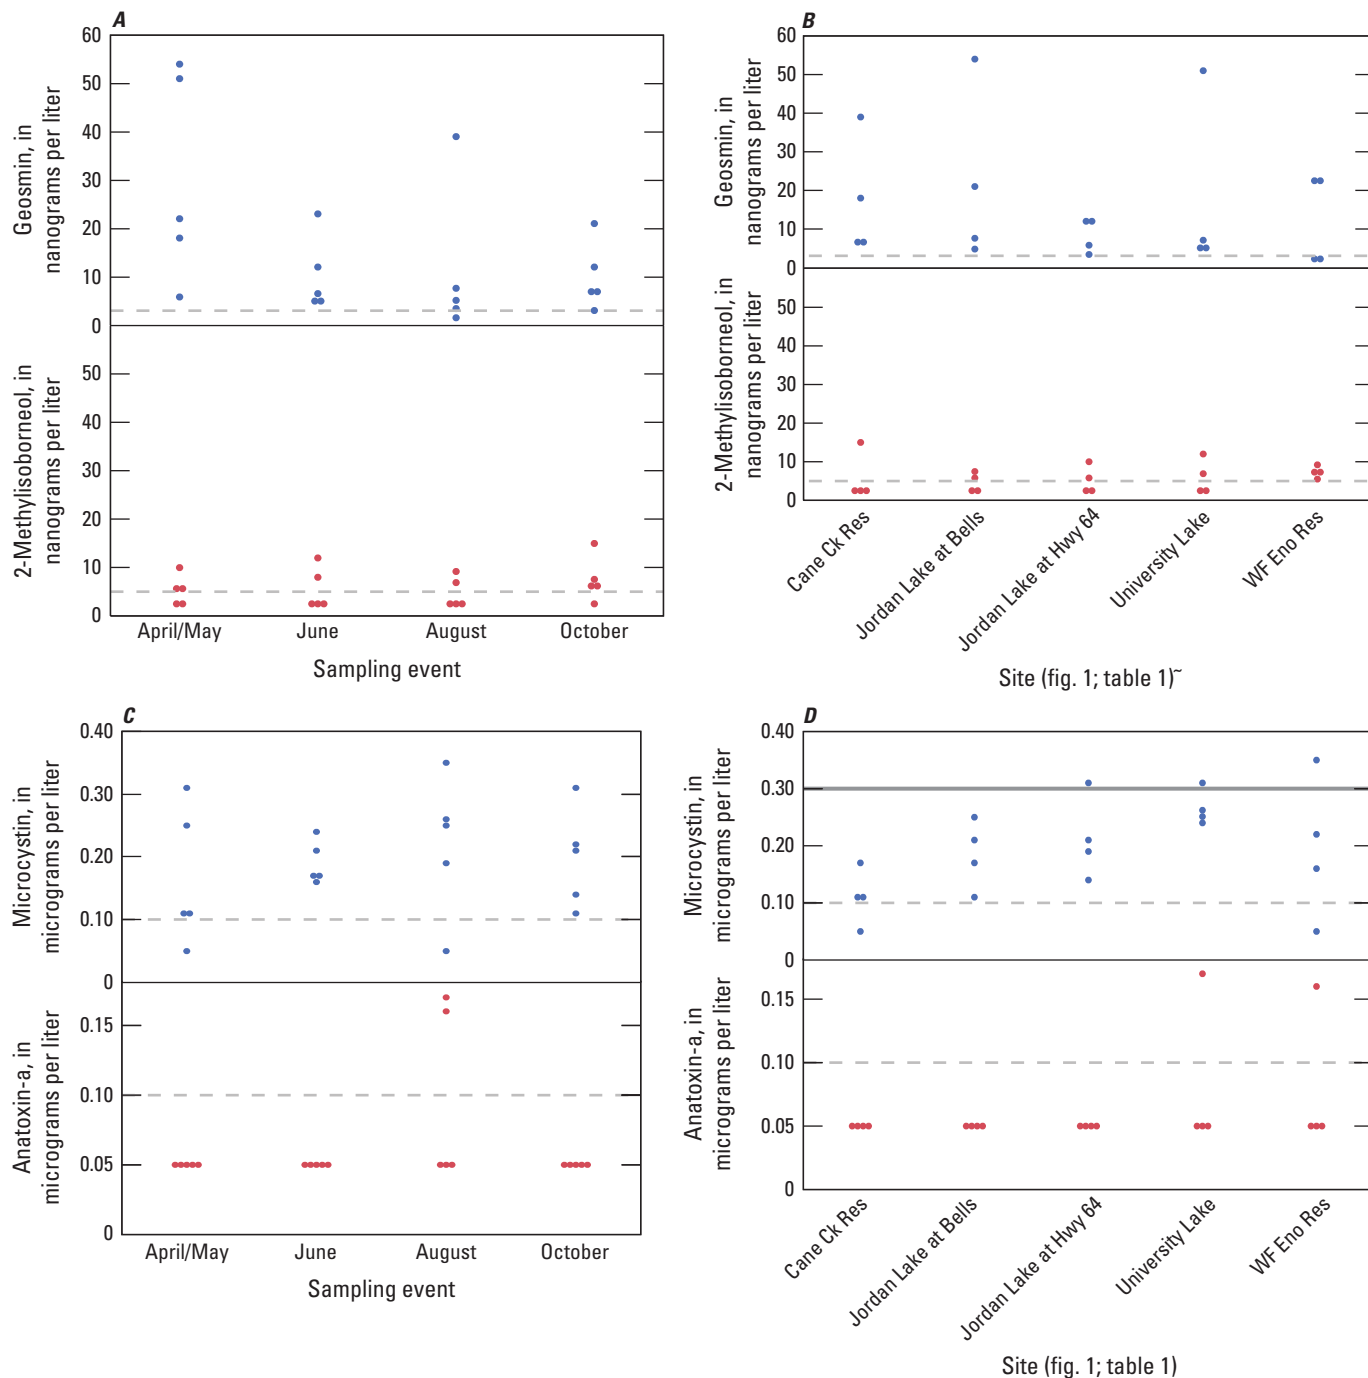 A
Geosmin, in
nanograms per liter
60
50
40
30
20
10
0
2-Methylisoborneol, in
nanograms per liter
50
40
30
20
10
0
April/May
June
August
October
Sampling event
B
Geosmin, in
nanograms per liter
60
50
40
30
20
10
0
2-Methylisoborneol, in
nanograms per liter
50
40
30
20
10
0
Cane Ck Res
Jordan Lake at Bells
Jordan Lake at Hwy 64
University Lake
WF Eno Res
Site (fig. 1; table 1)~
C
Microcystin, in
micrograms per liter
0.40
0.30
0.20
0.10
0
Anatoxin-a, in
micrograms per liter
0.15
0.10
0.05
0
April/May
June
August
October
Sampling event
D
Microcystin, in
micrograms per liter
0.40
0.30
0.20
0.10
0
Anatoxin-a, in
micrograms per liter
0.15
0.10
0.05
0
Cane Ck Res
Jordan Lake at Bells
Jordan Lake at Hwy 64
University Lake
WF Eno Res
Site (fig. 1; table 1)